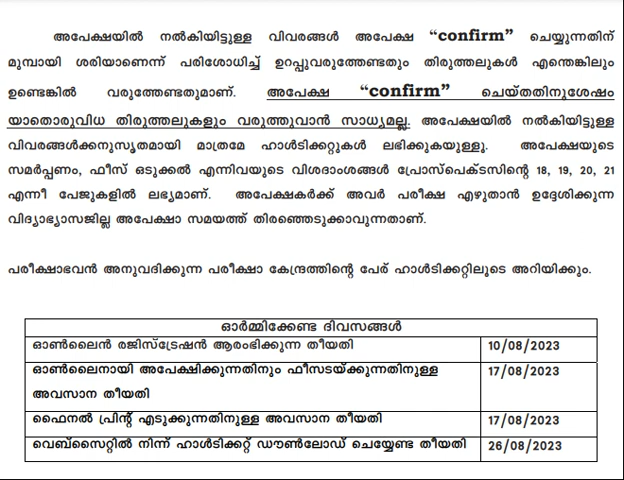 അപേക്ഷയിൽ നൽകിയിട്ടുള്ള വിവരങ്ങൾ അപേക്ഷ “confirm” ചെയ്യുന്നതിന്
മുമ്പായി ശരിയാണെന്ന് പരിശോധിച്ച് ഉറപ്പുവരുത്തേണ്ടതും തിരുത്തലുകൾ എന്തെങ്കിലും
ഉണ്ടെങ്കിൽ വരുത്തേണ്ടതുമാണ്. അപേക്ഷ “confirm” ചെയ്തതിനുശേഷം
യാതൊരുവിധ തിരുത്തലുകളും വരുത്തുവാൻ സാധ്യമല്ല. അപേക്ഷയിൽ നൽകിയിട്ടുള്ള
വിവരങ്ങൾക്കനുസൃതമായി മാത്രമേ ഹാൾടിക്കറ്റുകൾ ലഭിക്കുകയുള്ളൂ. അപേക്ഷയുടെ
സമർപ്പണം, ഫീസ് ഒടുക്കൽ എന്നിവയുടെ വിശദാംശങ്ങൾ പ്രോസ്പെക്ടസിന്റെ 18, 19, 20, 21
എന്നീ പേജുകളിൽ ലഭ്യമാണ്. അപേക്ഷകർക്ക് അവർ പരീക്ഷ എഴുതാൻ ഉദ്ദേശിക്കുന്ന
വിദ്യാഭ്യാസജില്ല അപേക്ഷാ സമയത്ത് തിരഞ്ഞെടുക്കാവുന്നതാണ്.
പരീക്ഷാഭവൻ അനുവദിക്കുന്ന പരീക്ഷാ കേന്ദ്രത്തിന്റെ പേര് ഹാൾടിക്കറ്റിലൂടെ അറിയിക്കും.
ഓർമ്മിക്കേണ്ട ദിവസങ്ങൾ
ഓൺലൈൻ രജിസ്ട്രേഷൻ ആരംഭിക്കുന്ന തീയതി 10/08/2023
ഓൺലൈനായി അപേക്ഷിക്കുന്നതിനും ഫീസടയ്ക്കുന്നതിനുമുള്ള 17/08/2023
അവസാന തീയതി
ഫൈനൽ പ്രിന്റ് എടുക്കുന്നതിനുള്ള അവസാന തീയതി 17/08/2023
വെബ്സൈറ്റിൽ നിന്ന് ഹാൾടിക്കറ്റ് ഡൗൺലോഡ് ചെയ്യേണ്ട തീയതി 26/08/2023